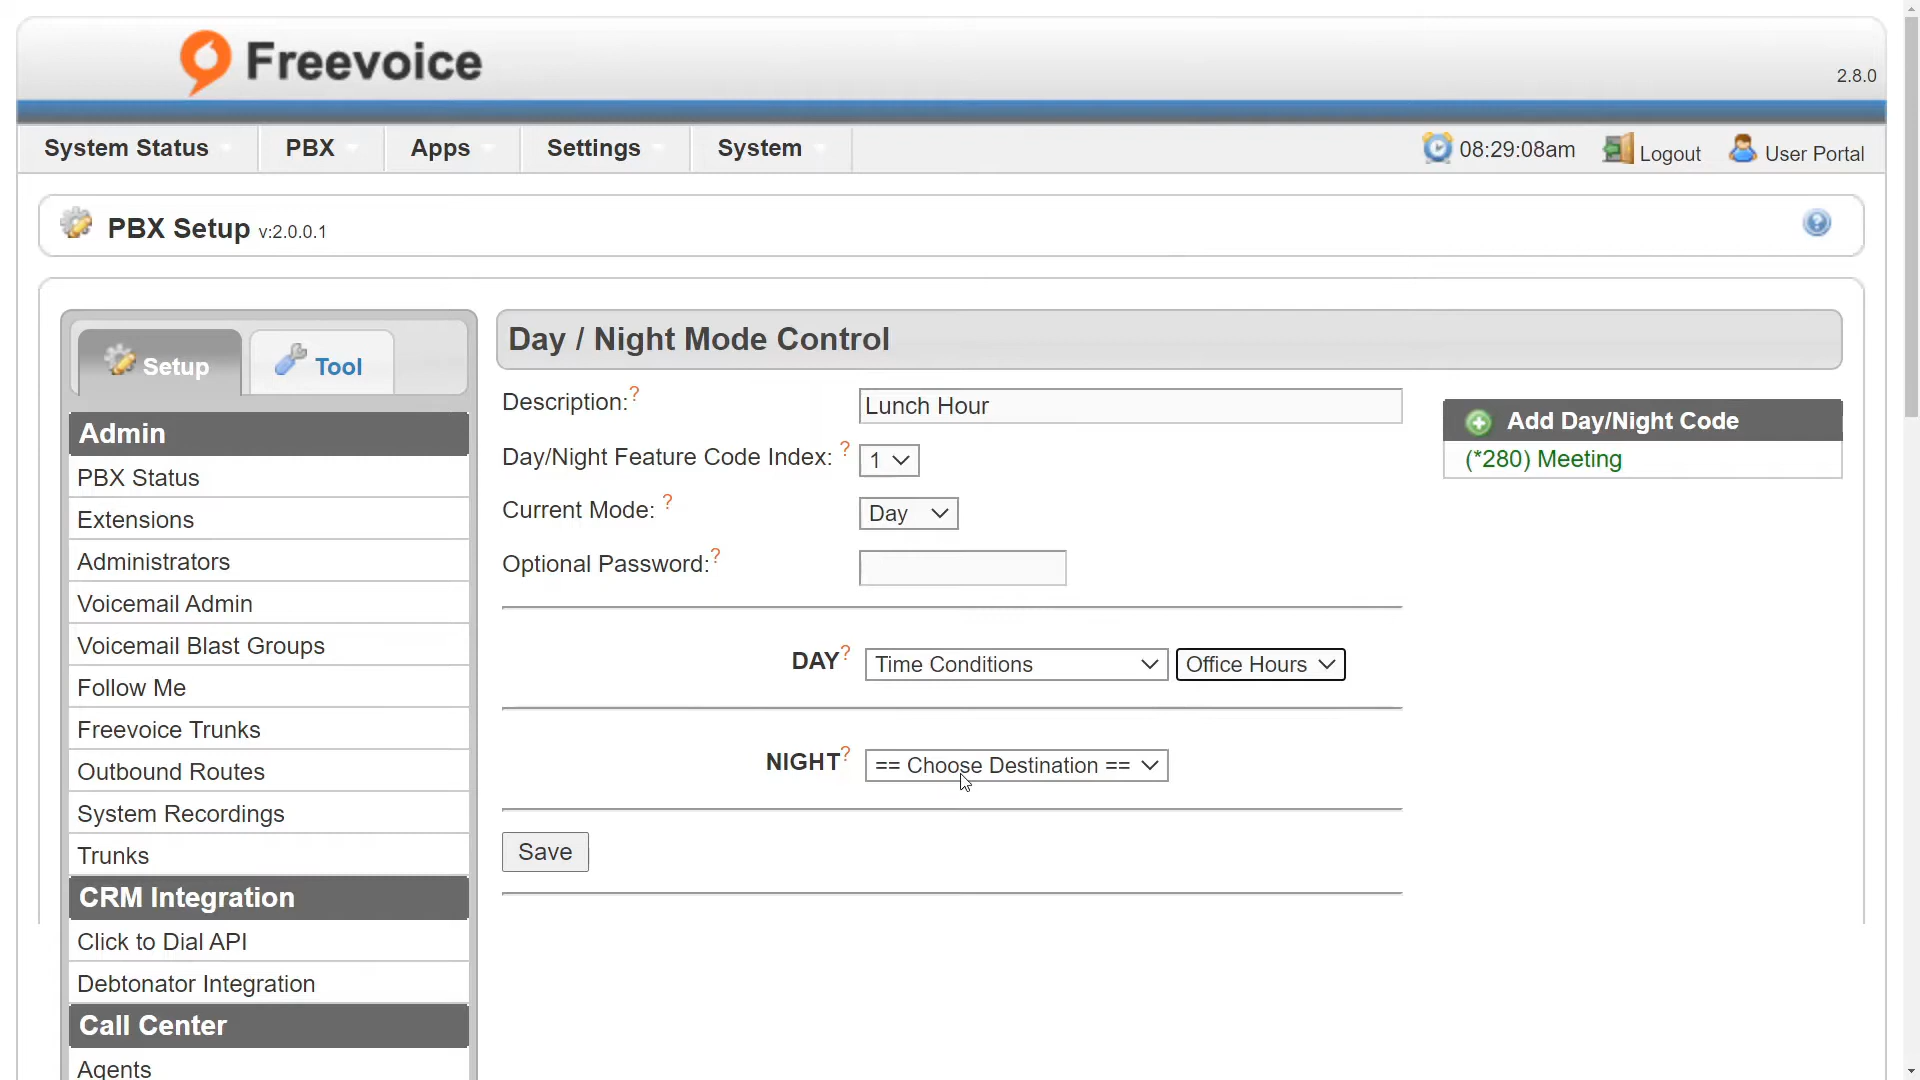 Freevoice
2.8.0
System Status PBX Apps Settings System 08:29:08am Logout User Portal
PBX Setup v:2.0.0.1
Setup Tool
Admin
PBX Status
Extensions
Administrators
Voicemail Admin
Voicemail Blast Groups
Follow Me
Freevoice Trunks
Outbound Routes
System Recordings
Trunks
CRM Integration
Click to Dial API
Debtonator Integration
Call Center
Agents
Day / Night Mode Control
Description:? Lunch Hour
Day/Night Feature Code Index: ? 1
Current Mode: ? Day
Optional Password:?
DAY? Time Conditions Office Hours
NIGHT? == Choose Destination ==
Save
Add Day/Night Code
(*280) Meeting